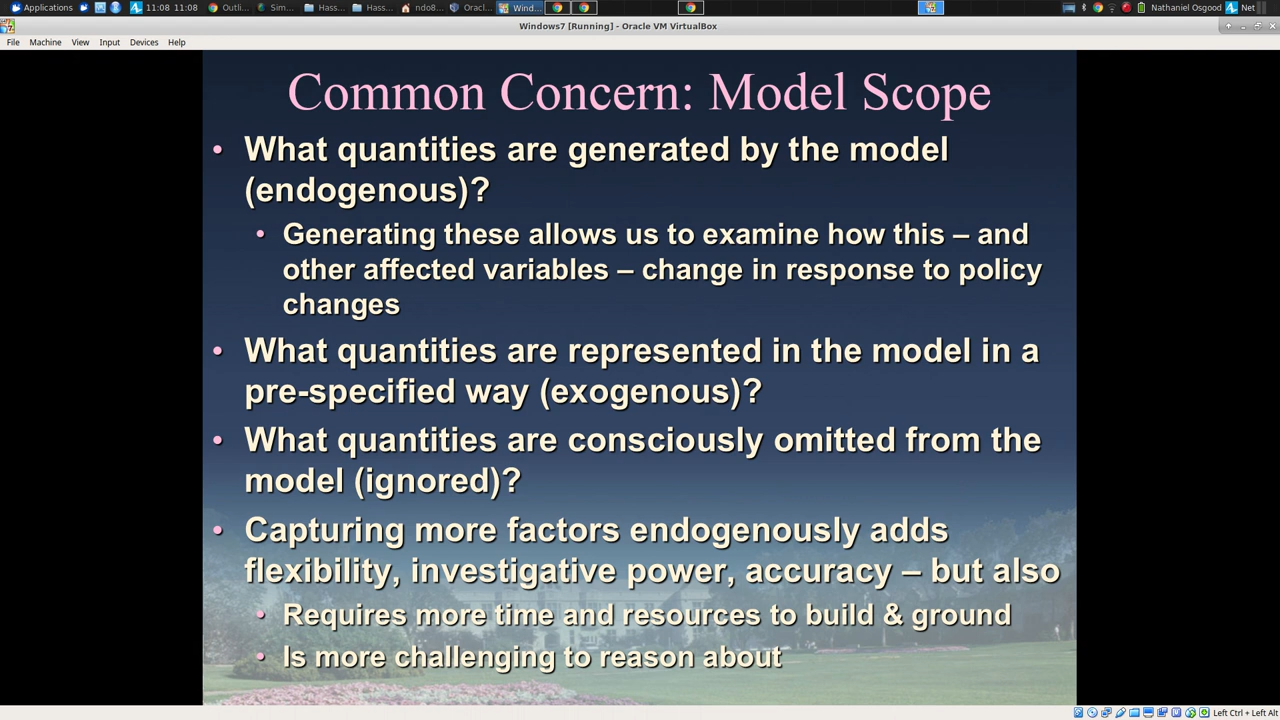 Applications 11:08 11:08 Outli... Sim... Hass... Hass... ndo8... Oracl... Wind... Nathaniel Osgood Net
Windows7 [Running] - Oracle VM VirtualBox
File Machine View Input Devices Help
Common Concern: Model Scope
• What quantities are generated by the model
(endogenous)?
• Generating these allows us to examine how this – and
other affected variables – change in response to policy
changes
• What quantities are represented in the model in a
pre-specified way (exogenous)?
• What quantities are consciously omitted from the
model (ignored)?
• Capturing more factors endogenously adds
flexibility, investigative power, accuracy – but also
• Requires more time and resources to build & ground
• Is more challenging to reason about
Left Ctrl + Left Alt